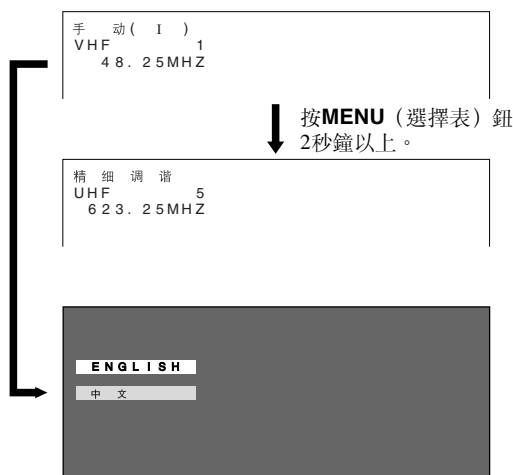 手 动( I )
VHF 1
48.25MHZ
按MENU（選擇表）鈕
2秒鐘以上。
精 细 调 谐
UHF 5
623.25MHZ
ENGLISH
中 文